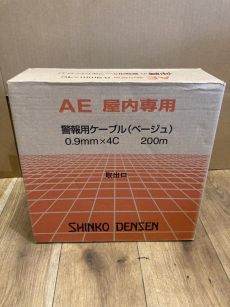 AE 屋内専用
警報用ケーブル(ベージュ)
0.9mm×4C 200m
取出口
SHINKO DENSEN